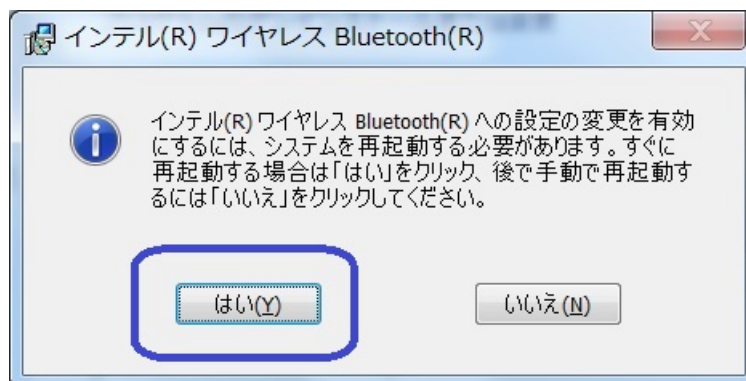 インテル(R) ワイヤレス Bluetooth(R)
インテル(R) ワイヤレス Bluetooth(R) への設定の変更を有効
にするには、システムを再起動する必要があります。すぐに
再起動する場合は「はい」をクリック、後で手動で再起動す
るには「いいえ」をクリックしてください。
はい(Y)
いいえ(N)